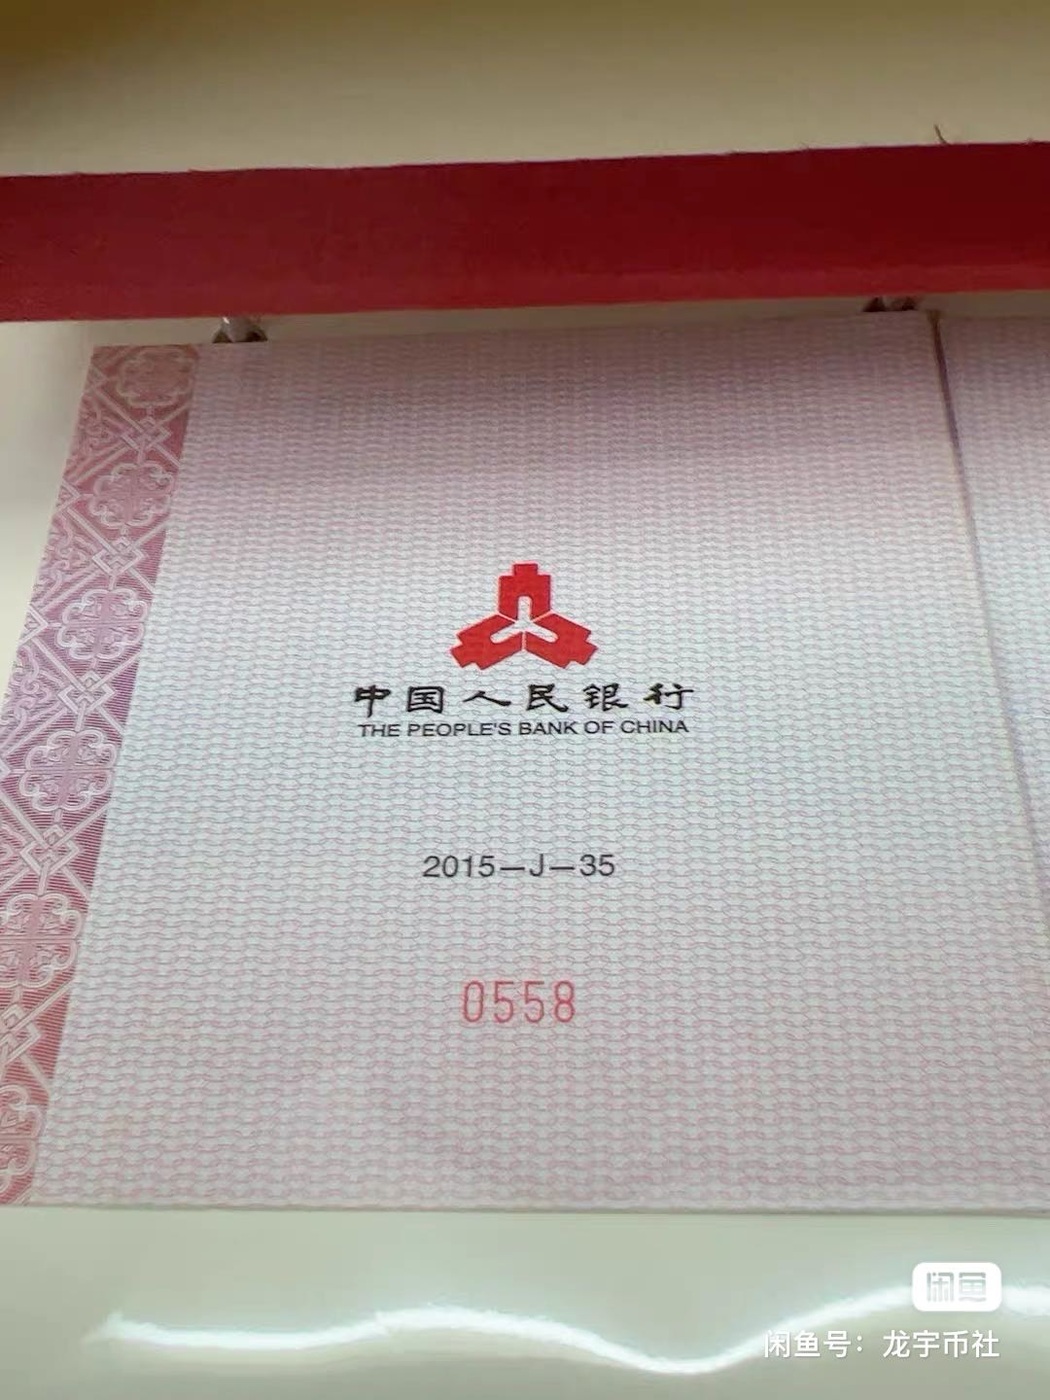 中国人民银行
THE PEOPLE'S BANK OF CHINA
2015—J—35
0558
闲鱼
闲鱼号：龙宇币社